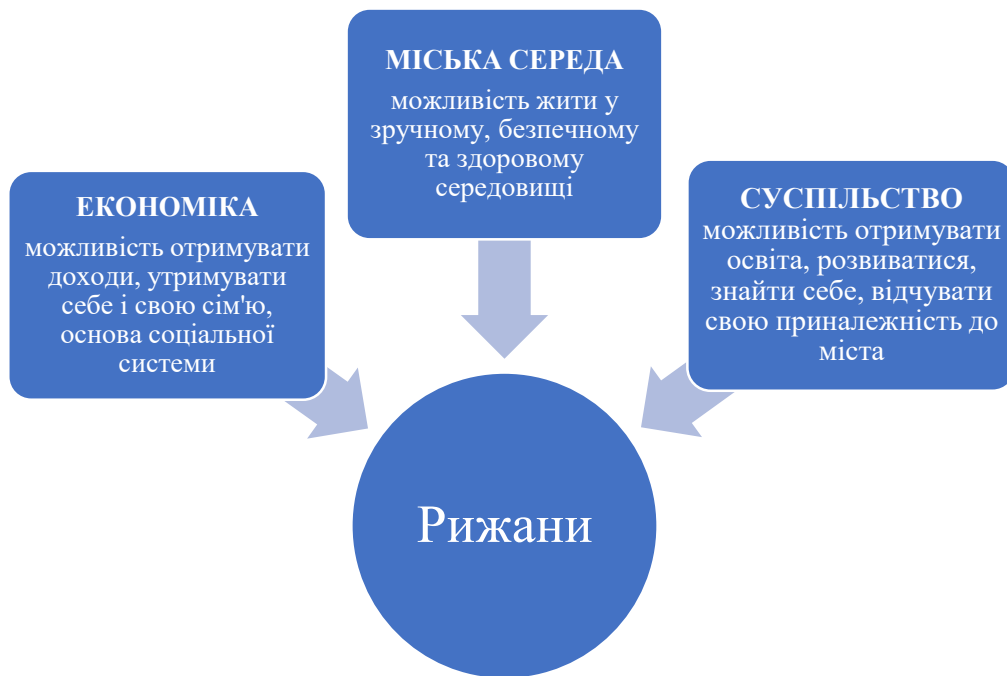 ЕКОНОМІКА
можливість отримувати
доходи, утримувати
себе і свою сім'ю,
основа соціальної
системи
МІСЬКА СЕРЕДА
можливість жити у
зручному, безпечному
та здоровому
середовищі
СУСПІЛЬСТВО
можливість отримувати
освіта, розвиватися,
знайти себе, відчувати
свою приналежність до
міста
Рижани